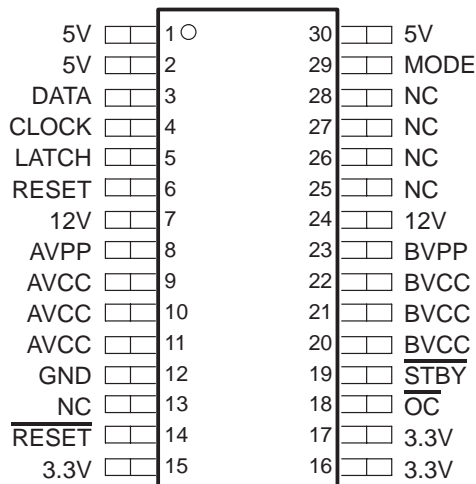 5V 1 30 5V
5V 2 29 MODE
DATA 3 28 NC
CLOCK 4 27 NC
LATCH 5 26 NC
RESET 6 25 NC
12V 7 24 12V
AVPP 8 23 BVPP
AVCC 9 22 BVCC
AVCC 10 21 BVCC
AVCC 11 20 BVCC
GND 12 19 S̅T̅B̅Y̅
NC 13 18 O̅C̅
R̅E̅S̅E̅T̅ 14 17 3.3V
3.3V 15 16 3.3V